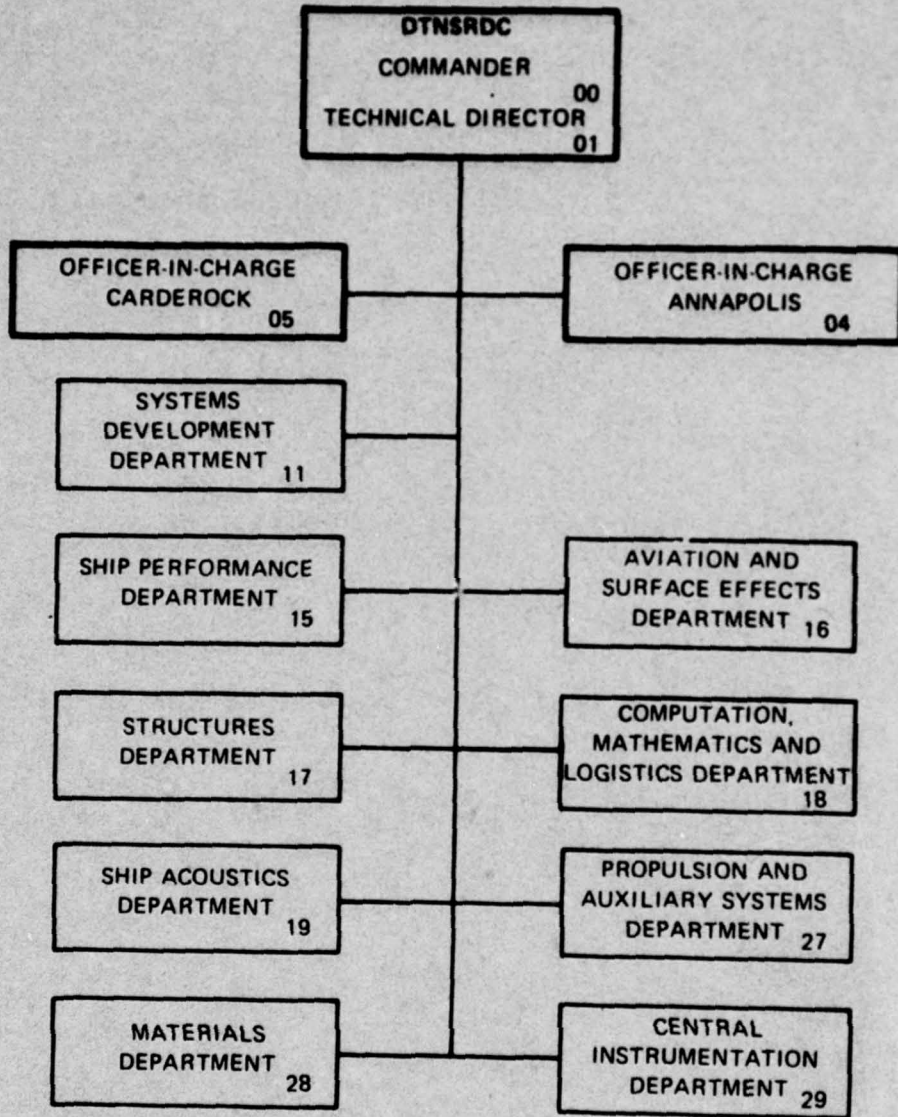 DTNSRDC
COMMANDER
00
TECHNICAL DIRECTOR
01
OFFICER-IN-CHARGE
CARDEROCK
05
OFFICER-IN-CHARGE
ANNAPOLIS
04
SYSTEMS
DEVELOPMENT
DEPARTMENT
11
SHIP PERFORMANCE
DEPARTMENT
15
AVIATION AND
SURFACE EFFECTS
DEPARTMENT
16
STRUCTURES
DEPARTMENT
17
COMPUTATION,
MATHEMATICS AND
LOGISTICS DEPARTMENT
18
SHIP ACOUSTICS
DEPARTMENT
19
PROPULSION AND
AUXILIARY SYSTEMS
DEPARTMENT
27
MATERIALS
DEPARTMENT
28
CENTRAL
INSTRUMENTATION
DEPARTMENT
29